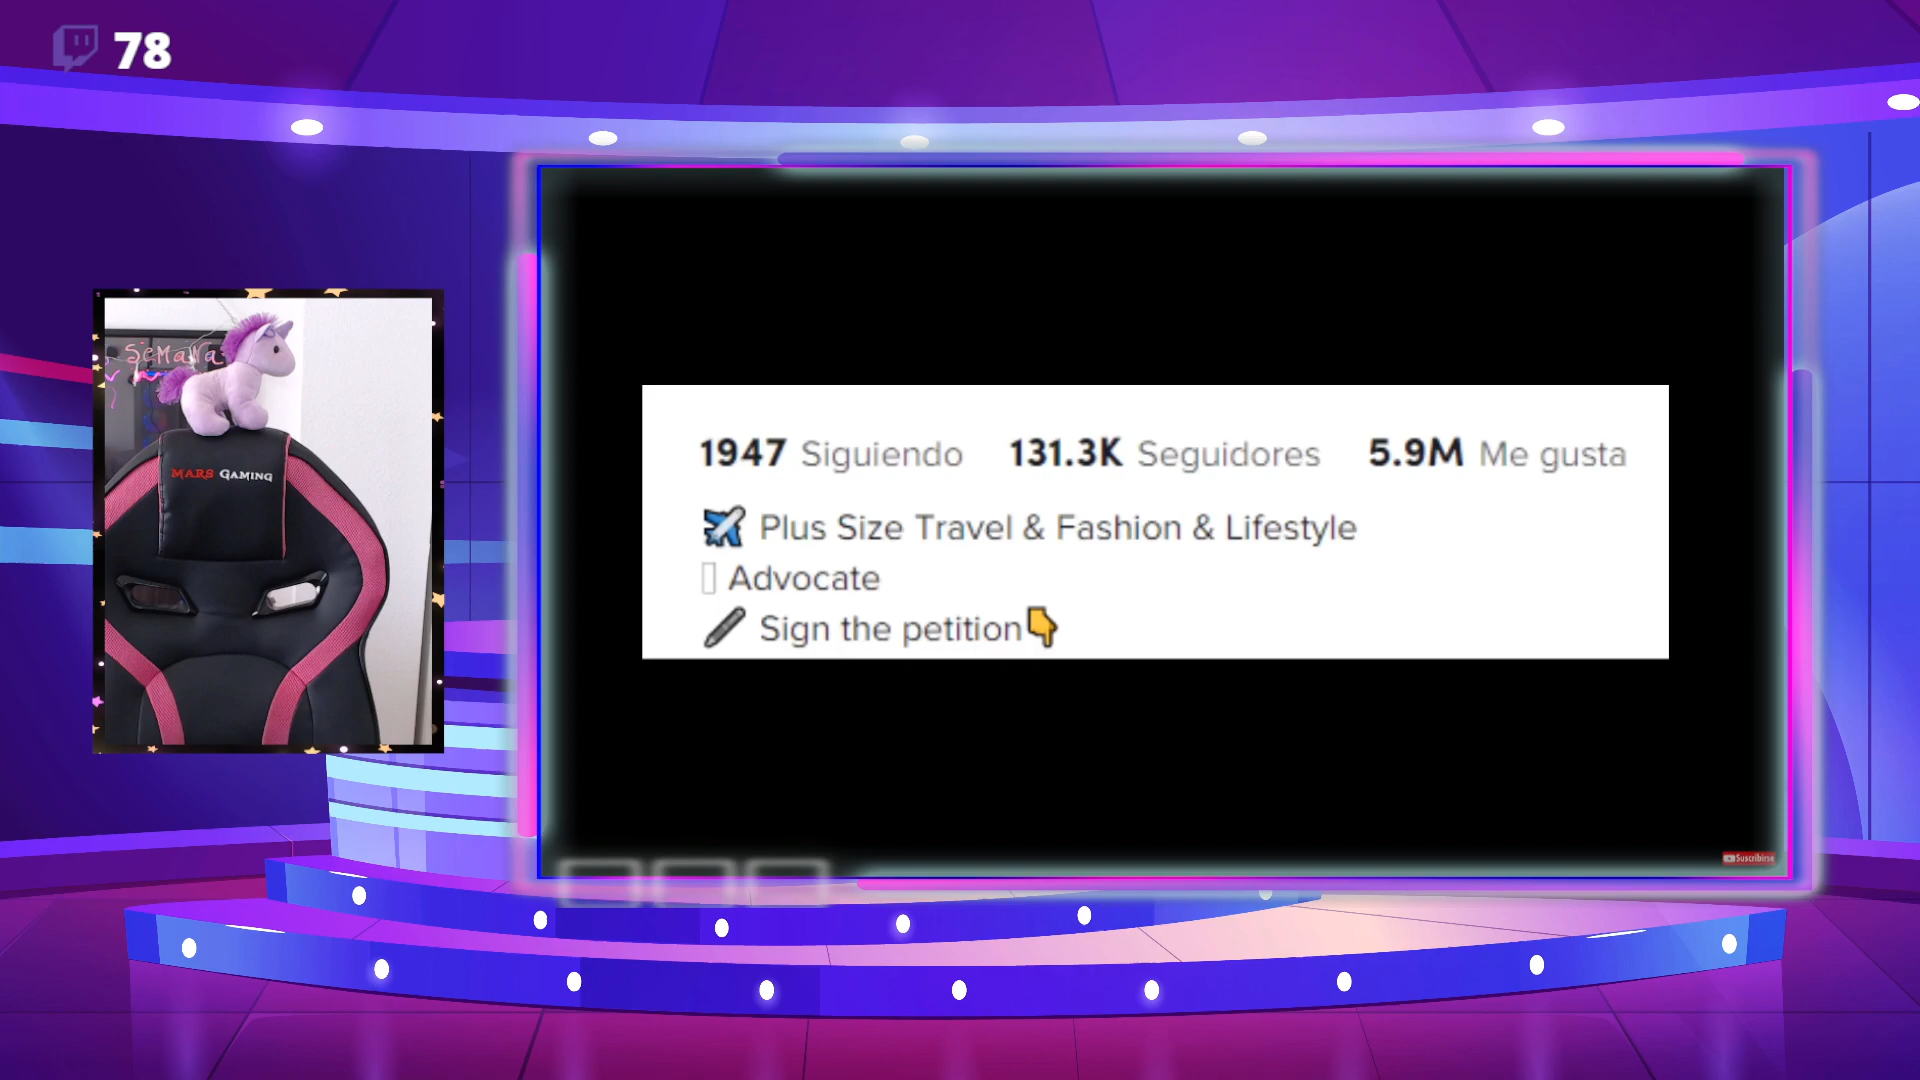 78
SeMaNa
MARS GAMING
1947 Siguiendo 131.3K Seguidores 5.9M Me gusta
Plus Size Travel & Fashion & Lifestyle
Advocate
Sign the petition
Suscribirse